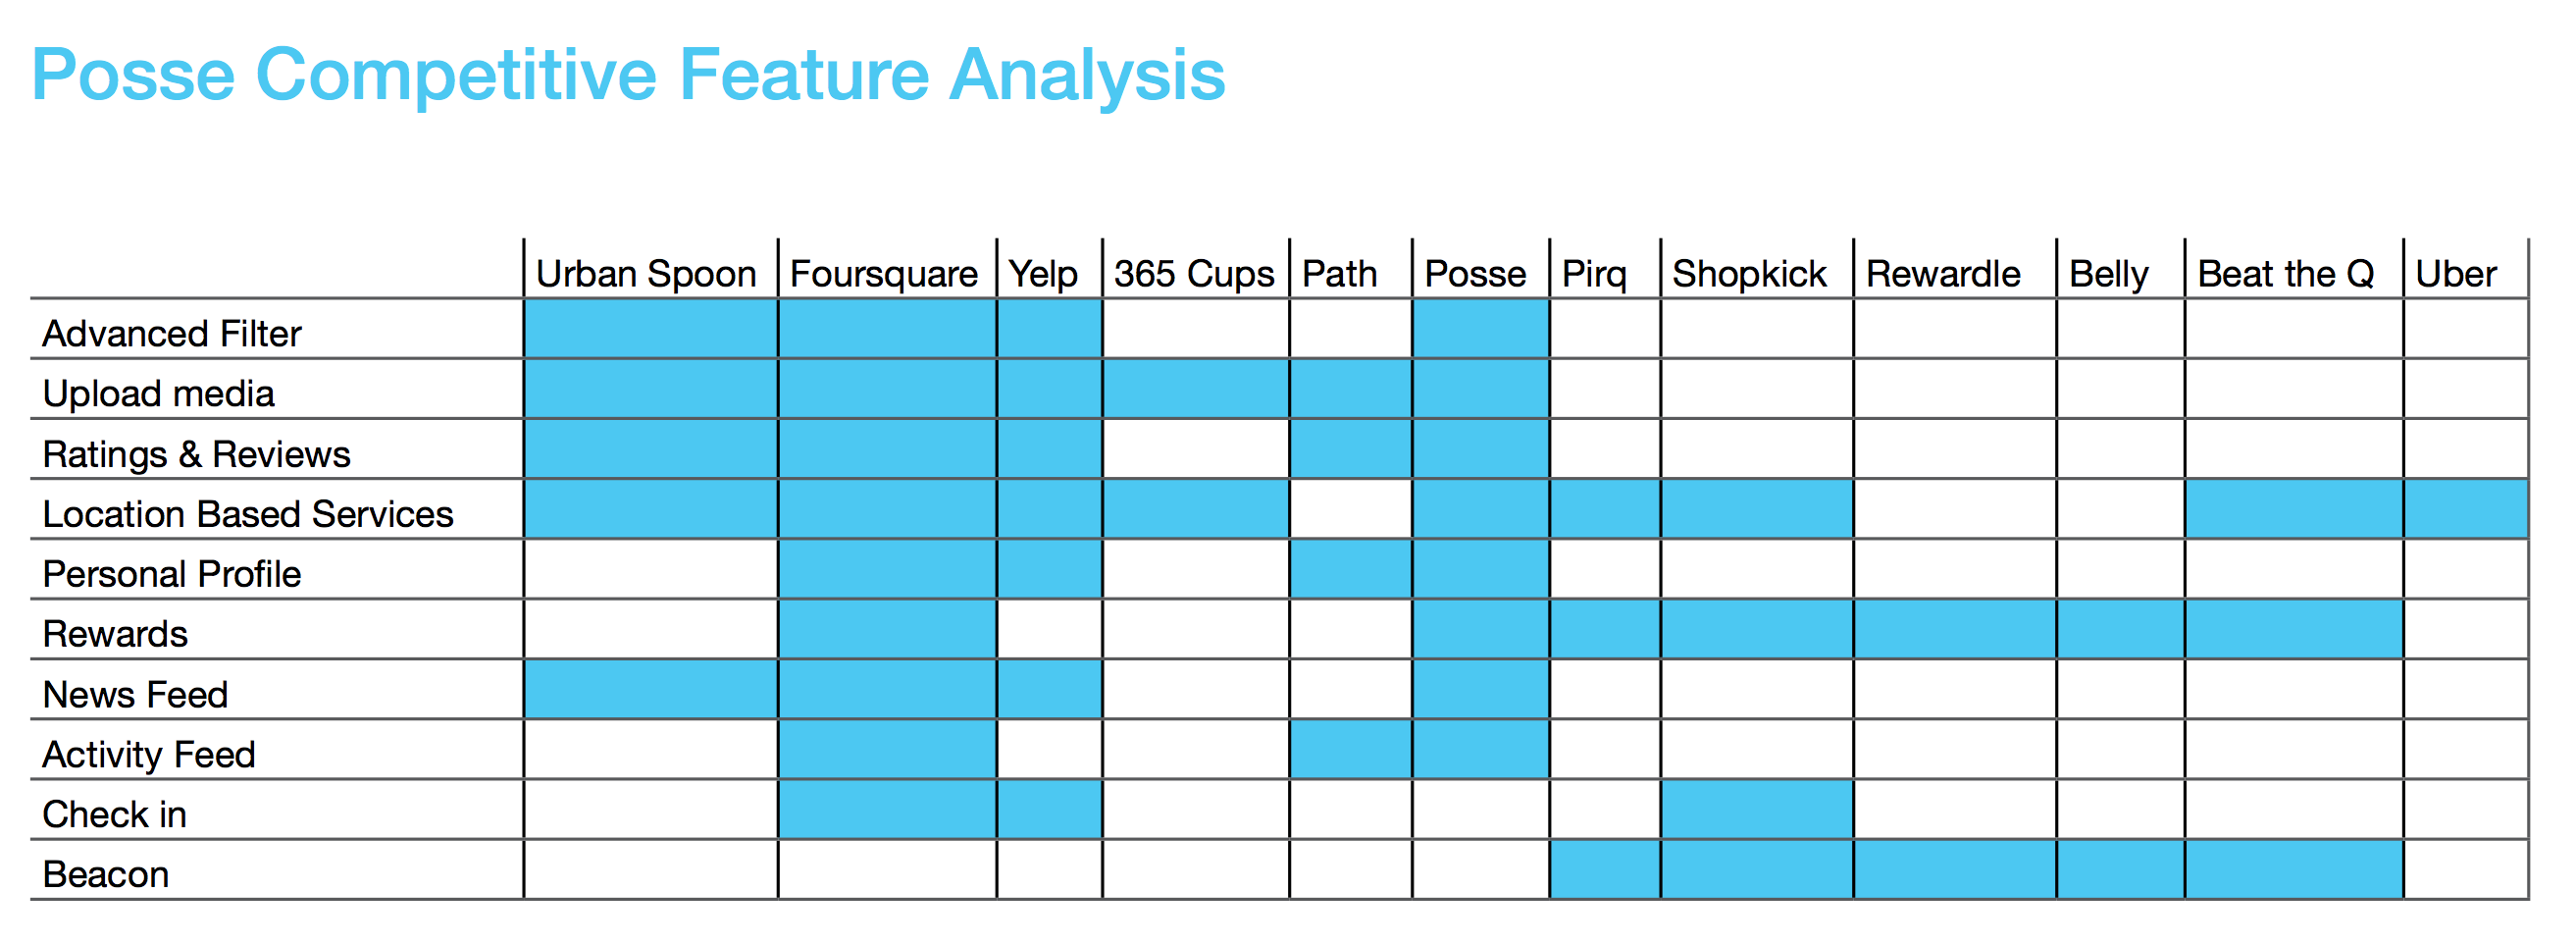 Posse Competitive Feature Analysis
Urban Spoon Foursquare Yelp 365 Cups Path Posse Pirq Shopkick Rewardle Belly Beat the Q Uber
Advanced Filter
Upload media
Ratings & Reviews
Location Based Services
Personal Profile
Rewards
News Feed
Activity Feed
Check in
Beacon